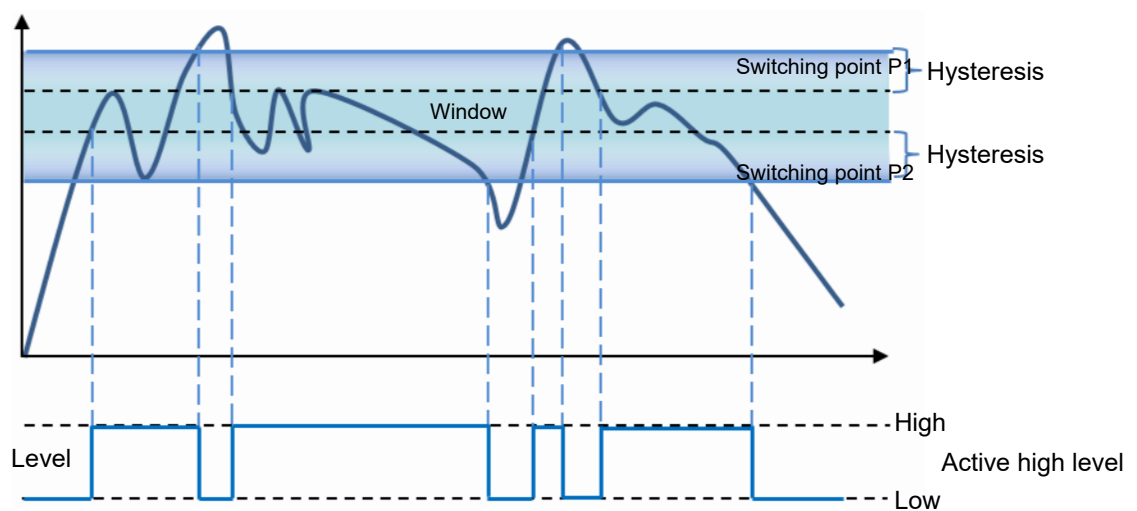 Switching point P1
Hysteresis
Window
Hysteresis
Switching point P2
High
Level
Active high level
Low